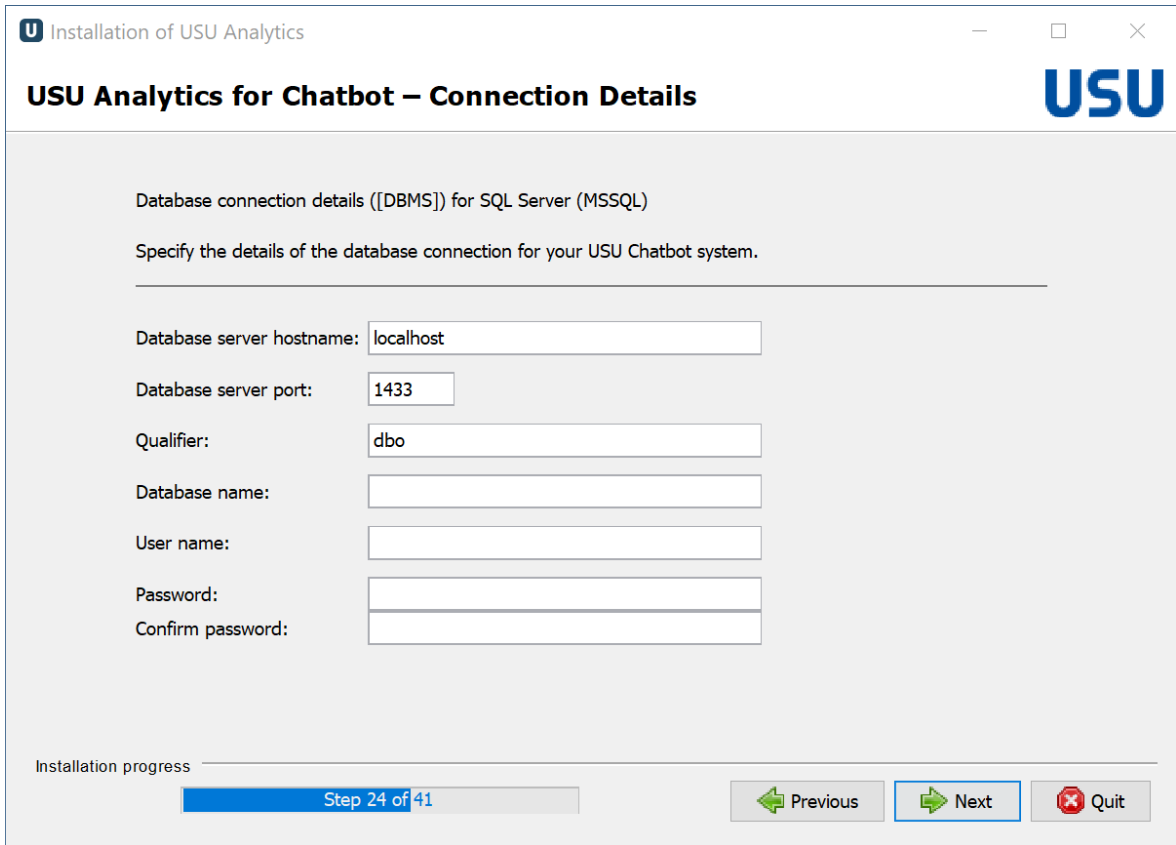 U Installation of USU Analytics
USU Analytics for Chatbot – Connection Details
USU
Database connection details ([DBMS]) for SQL Server (MSSQL)
Specify the details of the database connection for your USU Chatbot system.
Database server hostname: localhost
Database server port: 1433
Qualifier: dbo
Database name:
User name:
Password:
Confirm password:
Installation progress
Step 24 of 41
Previous Next Quit